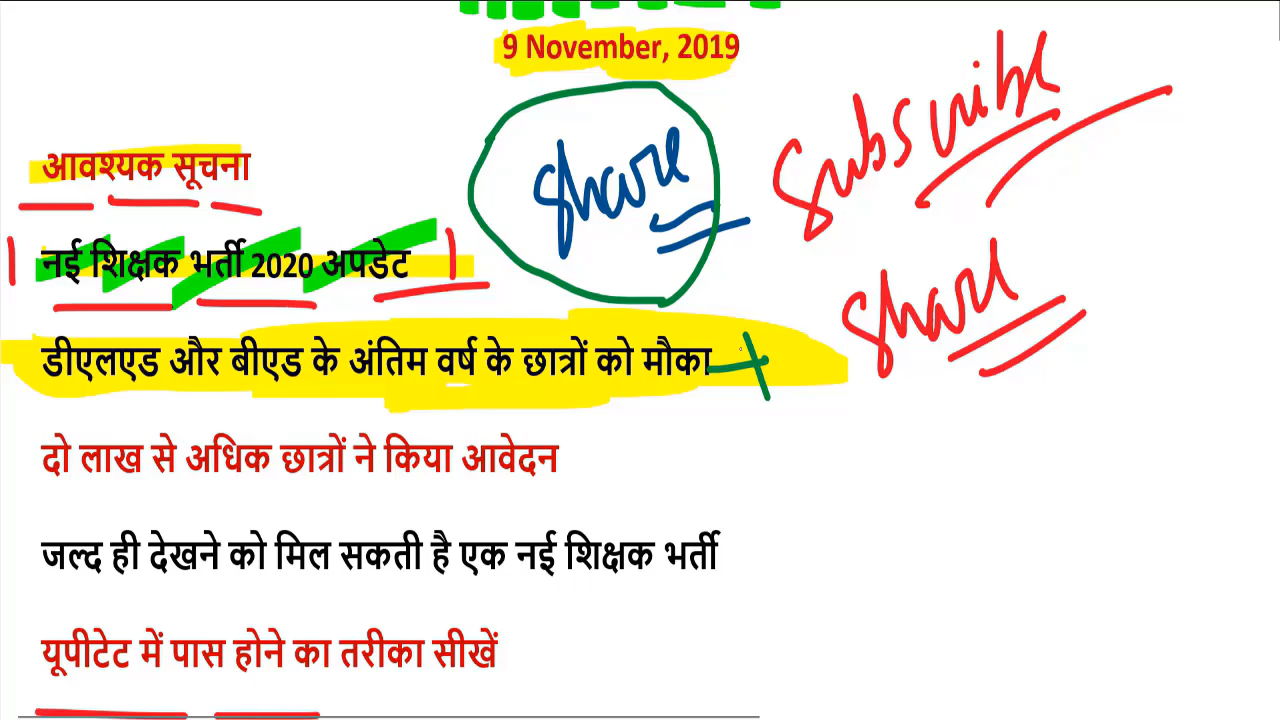 9 November, 2019
share
Subscribe
आवश्यक सूचना
नई शिक्षक भर्ती 2020 अपडेट
share
डीएलएड और बीएड के अंतिम वर्ष के छात्रों को मौका
दो लाख से अधिक छात्रों ने किया आवेदन
जल्द ही देखने को मिल सकती है एक नई शिक्षक भर्ती
यूपीटेट में पास होने का तरीका सीखें